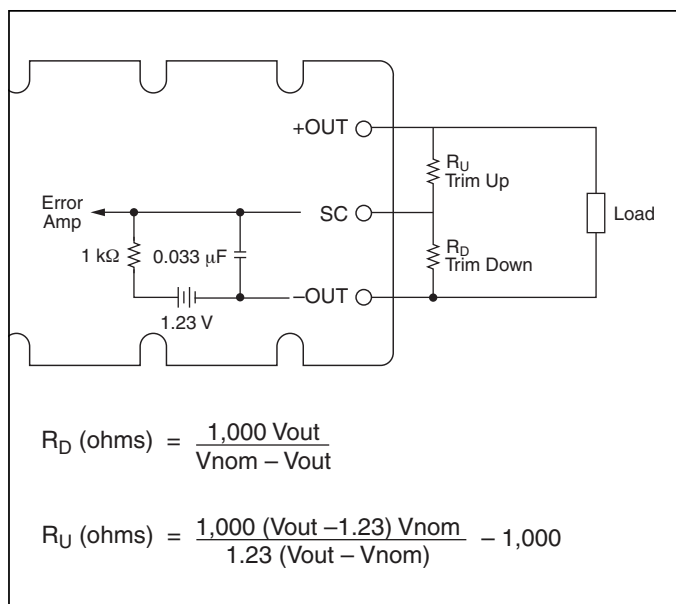 +OUT
R_U
Trim Up
Error
Amp
SC
Load
1 kΩ
0.033 μF
R_D
Trim Down
–OUT
1.23 V
R_D (ohms) = 1,000 Vout / Vnom – Vout
R_U (ohms) = 1,000 (Vout –1.23) Vnom / 1.23 (Vout – Vnom) – 1,000